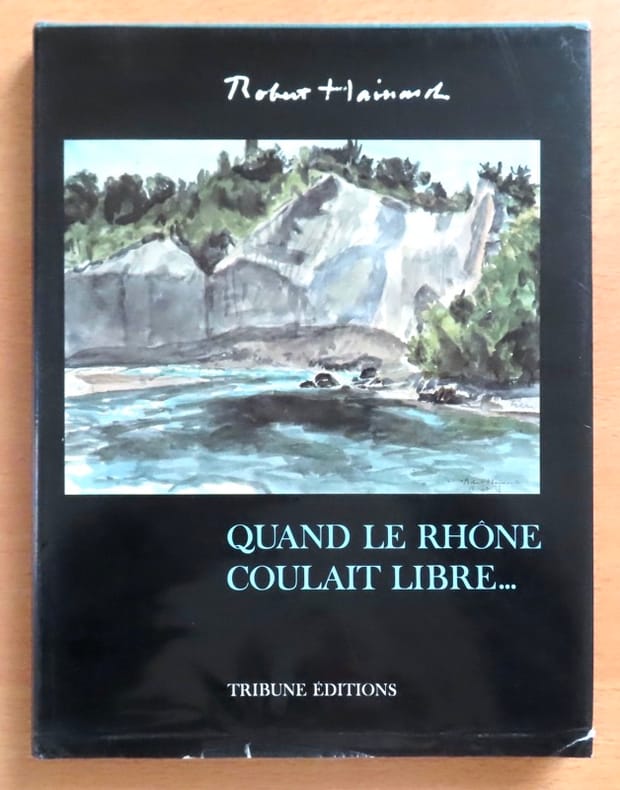 Robert Hainard
QUAND LE RHÔNE
COULAIT LIBRE...
TRIBUNE ÉDITIONS